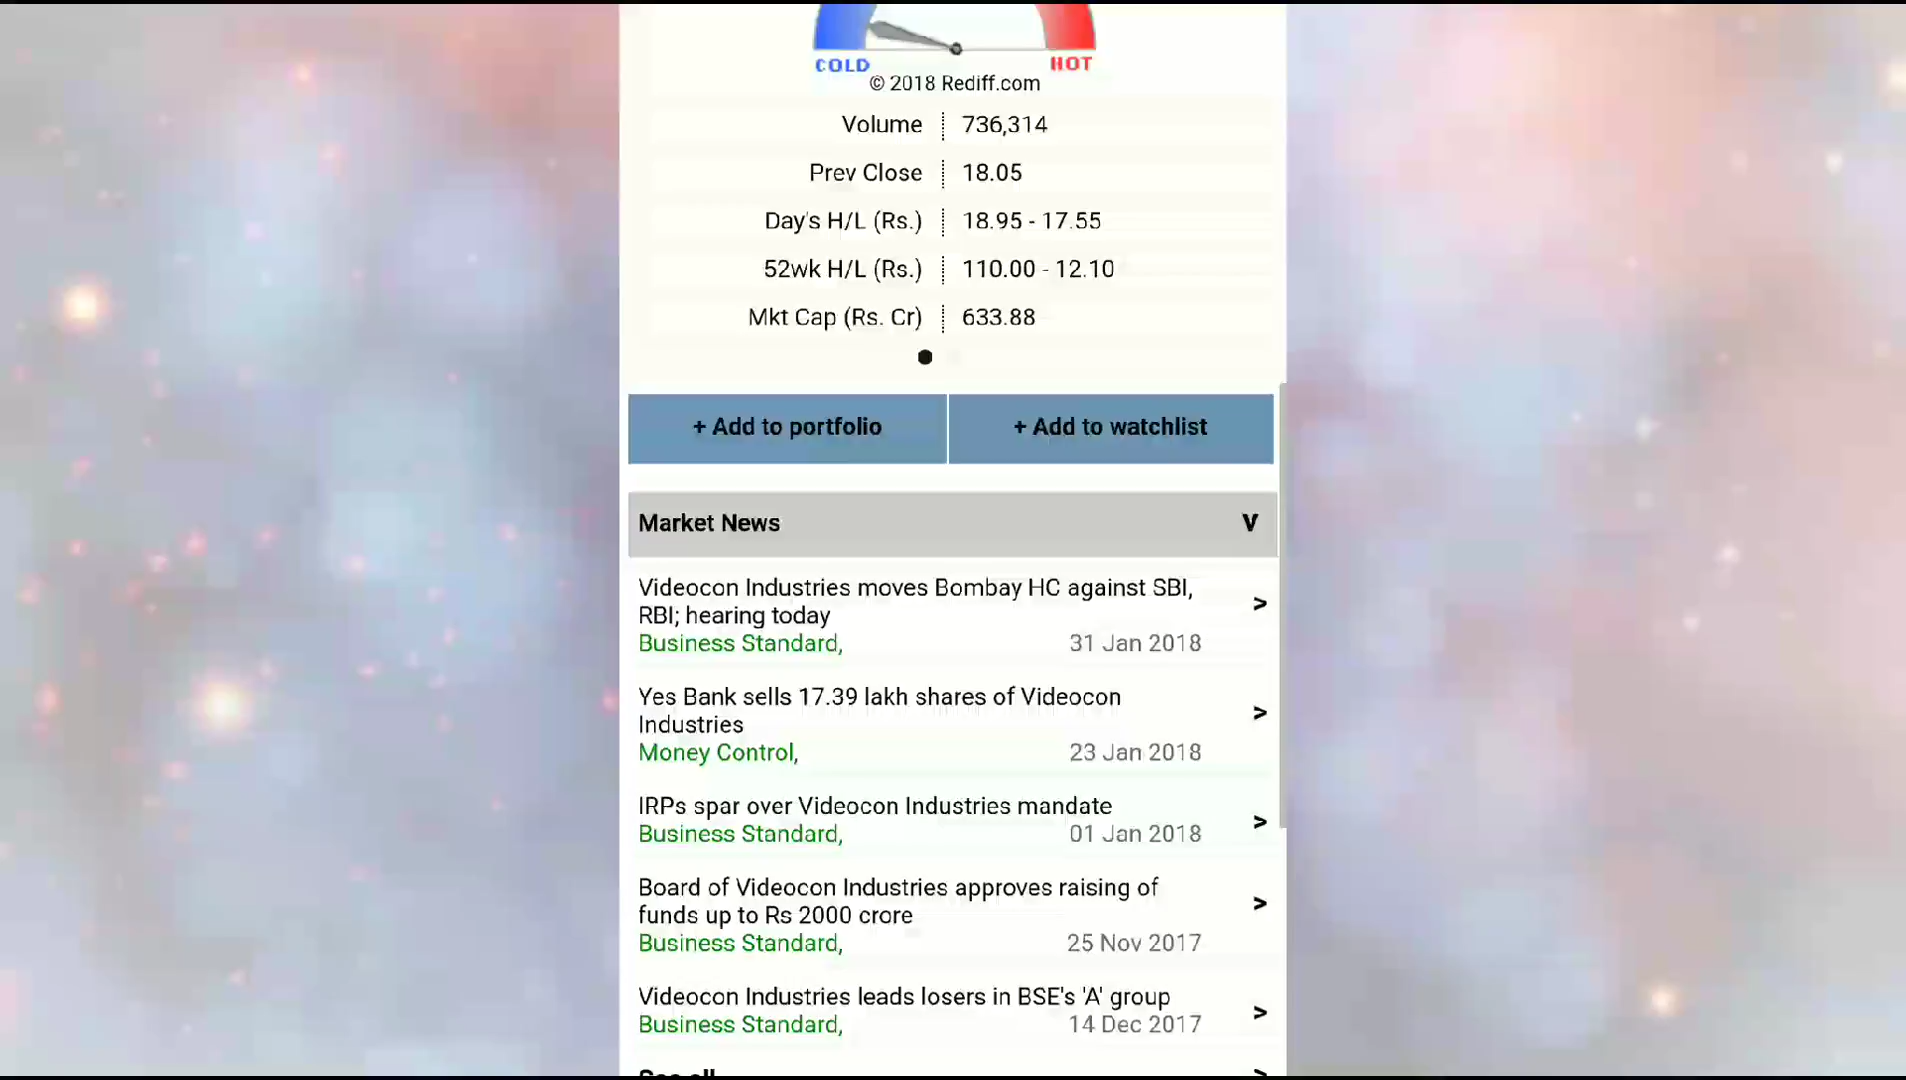 COLD HOT
© 2018 Rediff.com
Volume 736,314
Prev Close 18.05
Day's H/L (Rs.) 18.95 - 17.55
52wk H/L (Rs.) 110.00 - 12.10
Mkt Cap (Rs. Cr) 633.88
+ Add to portfolio + Add to watchlist
Market News V
Videocon Industries moves Bombay HC against SBI,
RBI; hearing today >
Business Standard, 31 Jan 2018
Yes Bank sells 17.39 lakh shares of Videocon
Industries >
Money Control, 23 Jan 2018
IRPs spar over Videocon Industries mandate >
Business Standard, 01 Jan 2018
Board of Videocon Industries approves raising of
funds up to Rs 2000 crore >
Business Standard, 25 Nov 2017
Videocon Industries leads losers in BSE's 'A' group >
Business Standard, 14 Dec 2017
See all >